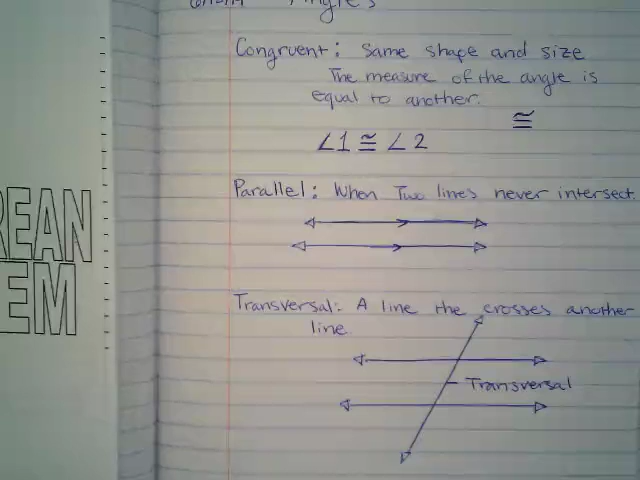 Angles
Congruent: Same shape and size
The measure of the angle is
equal to another.
≅
∠1 ≅ ∠2
Parallel: When Two lines never intersect.
Transversal: A line the crosses another
line.
Transversal
REAN
EM